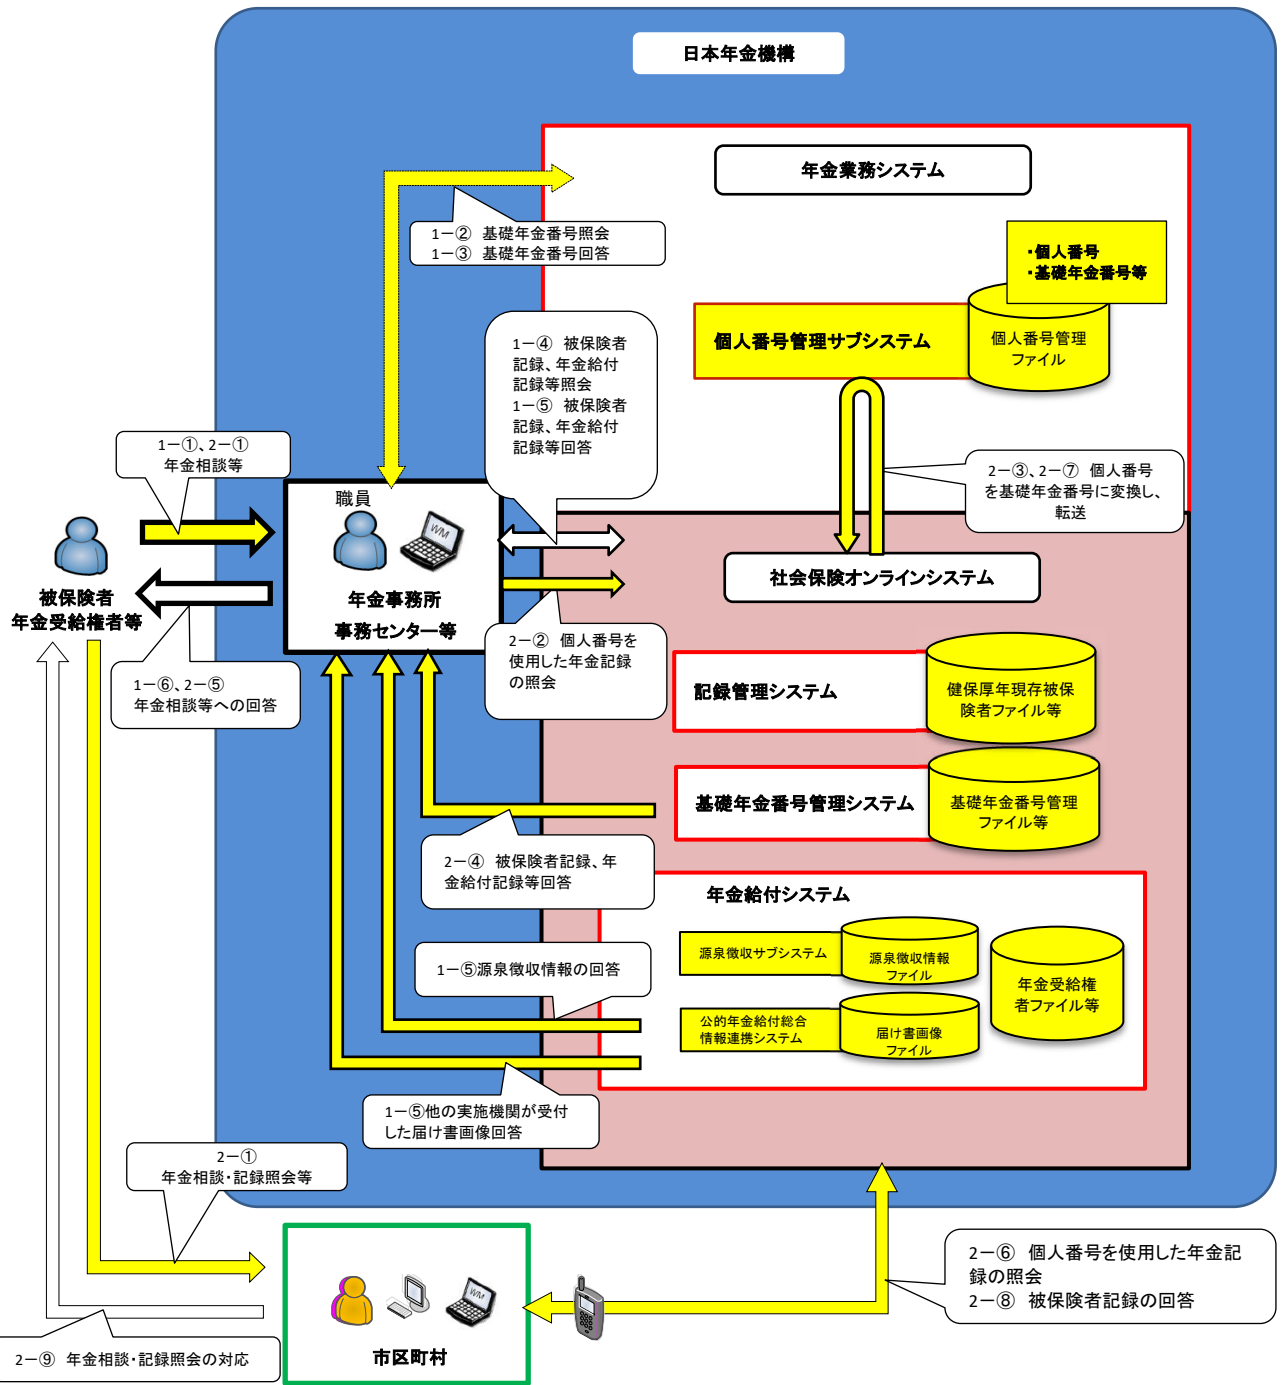 日本年金機構
年金業務システム
1－② 基礎年金番号照会
1－③ 基礎年金番号回答
・個人番号
・基礎年金番号等
個人番号管理サブシステム
個人番号管理
ファイル
1－④ 被保険者
記録、年金給付
記録等照会
1－⑤ 被保険者
記録、年金給付
記録等回答
1－①、2－①
年金相談等
2－③、2－⑦ 個人番号
を基礎年金番号に変換し、
転送
職員
WM
年金事務所
事務センター等
被保険者
年金受給権者等
社会保険オンラインシステム
2－② 個人番号を
使用した年金記録
の照会
1－⑥、2－⑤
年金相談等への回答
記録管理システム
健保厚年現存被保
険者ファイル等
基礎年金番号管理システム
基礎年金番号管理
ファイル等
2－④ 被保険者記録、年
金給付記録等回答
年金給付システム
源泉徴収サブシステム
源泉徴収情報
ファイル
年金受給権
者ファイル等
1－⑤源泉徴収情報の回答
公的年金給付総合
情報連携システム
届け書画像
ファイル
1－⑤他の実施機関が受付
した届け書画像回答
2－①
年金相談・記録照会等
2－⑥ 個人番号を使用した年金記
録の照会
2－⑧ 被保険者記録の回答
WM
市区町村
2－⑨ 年金相談・記録照会の対応